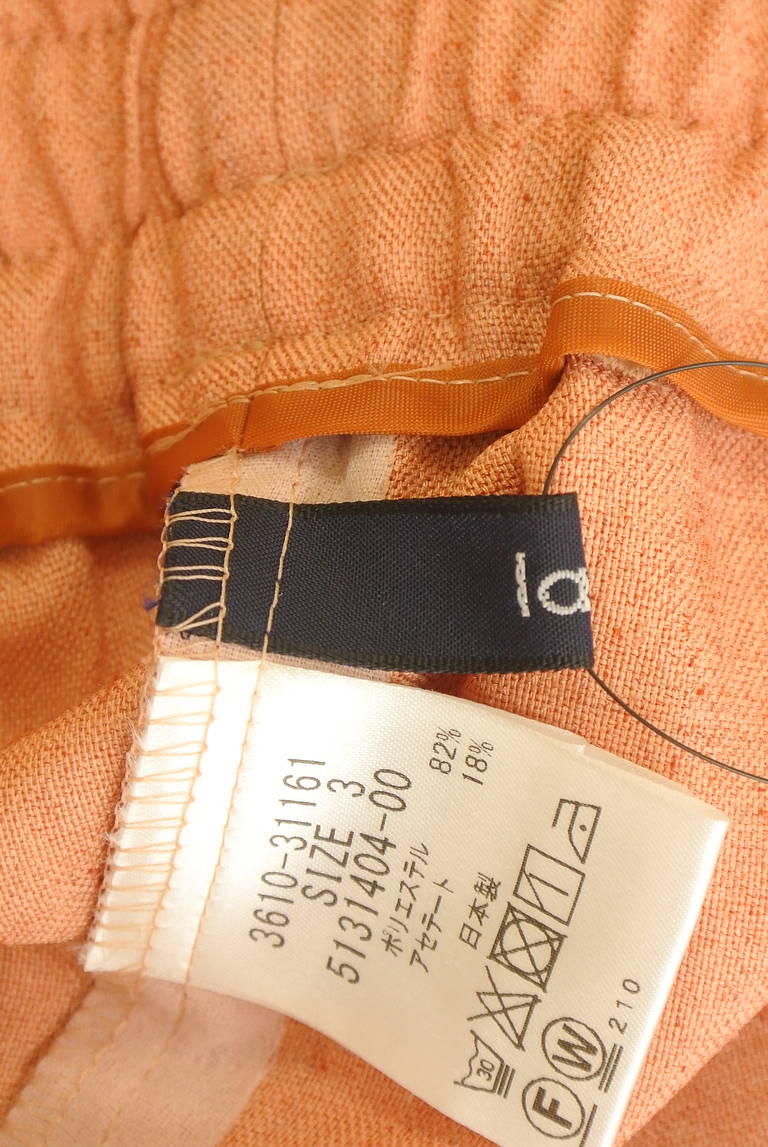 3610-31161
SIZE 3
5131404-00
ポリエステル 82%
アセテート 18%
日本製
30
F W
210